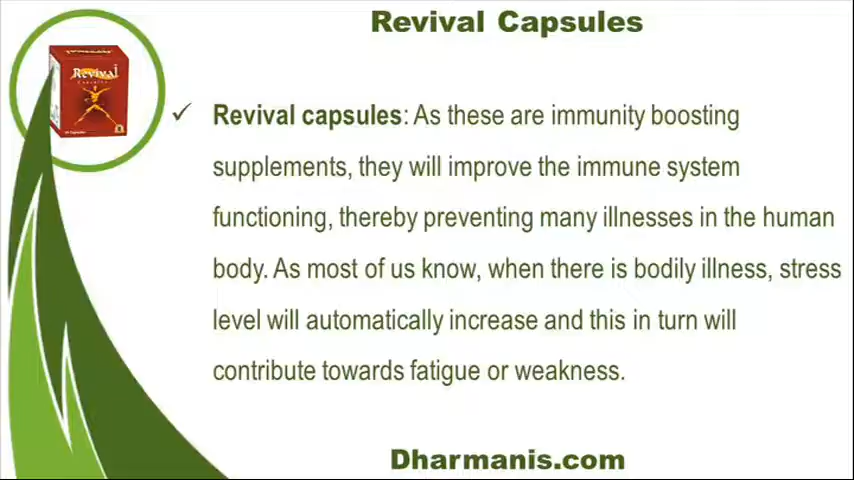 Revival Capsules
Revival
✓ Revival capsules: As these are immunity boosting
supplements, they will improve the immune system
functioning, thereby preventing many illnesses in the human
body. As most of us know, when there is bodily illness, stress
level will automatically increase and this in turn will
contribute towards fatigue or weakness.
Dharmanis.com